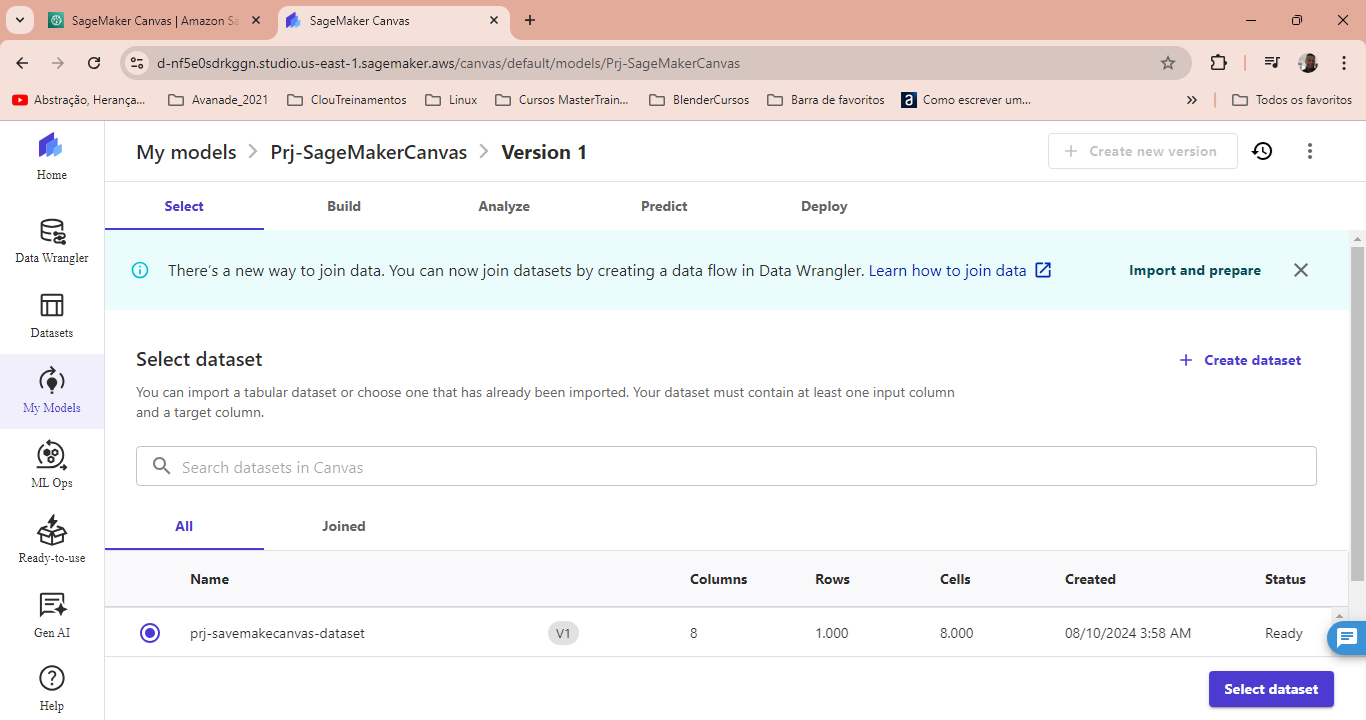 SageMaker Canvas | Amazon Sa
SageMaker Canvas
d-nf5e0sdrkggn.studio.us-east-1.sagemaker.aws/canvas/default/models/Prj-SageMakerCanvas
Abstração, Herança...
Avanade_2021
ClouTreinamentos
Linux
Cursos MasterTrain...
BlenderCursos
Barra de favoritos
Como escrever um...
Todos os favoritos
Home
My models > Prj-SageMakerCanvas > Version 1
+ Create new version
Select
Build
Analyze
Predict
Deploy
Data Wrangler
There's a new way to join data. You can now join datasets by creating a data flow in Data Wrangler. Learn how to join data
Import and prepare
Datasets
Select dataset
+ Create dataset
You can import a tabular dataset or choose one that has already been imported. Your dataset must contain at least one input column
and a target column.
My Models
Search datasets in Canvas
ML Ops
All
Joined
Ready-to-use
Name Columns Rows Cells Created Status
Gen AI
prj-savemakecanvas-dataset V1 8 1.000 8.000 08/10/2024 3:58 AM Ready
Help
Select dataset